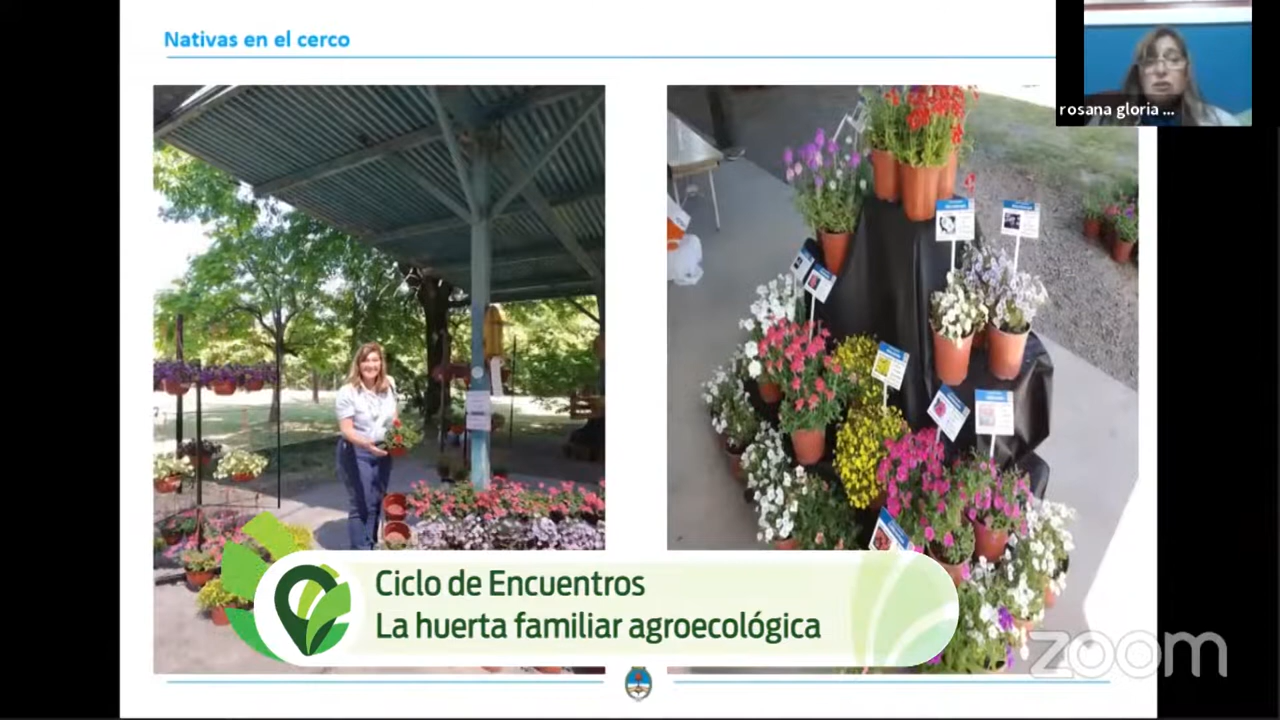 Nativas en el cerco
rosana gloria ...
Ciclo de Encuentros
La huerta familiar agroecológica
zoom